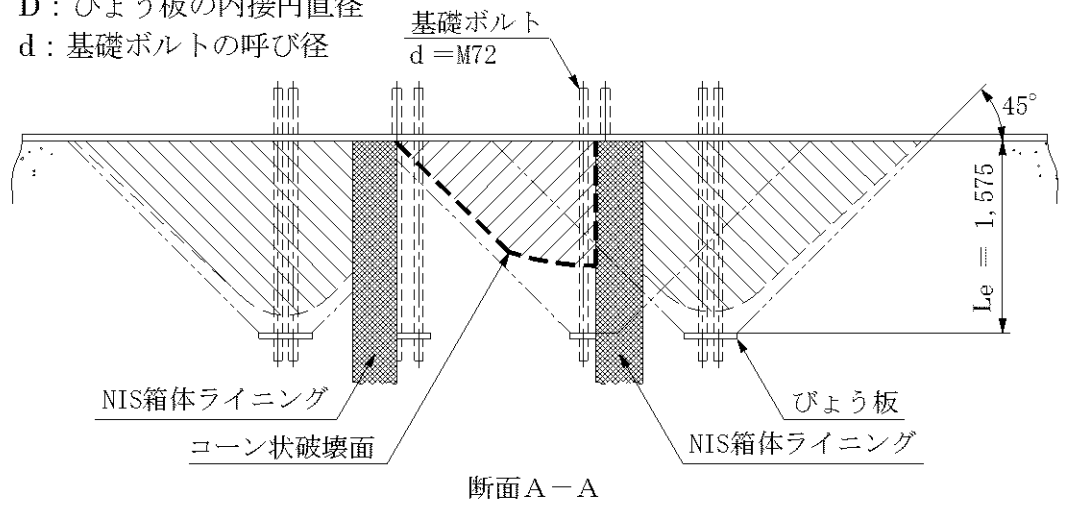 D：びょう板の内接円直径
d：基礎ボルトの呼び径
基礎ボルト
d＝M72
45°
Le ＝ 1,575
NIS箱体ライニング
びょう板
コーン状破壊面
NIS箱体ライニング
断面A－A